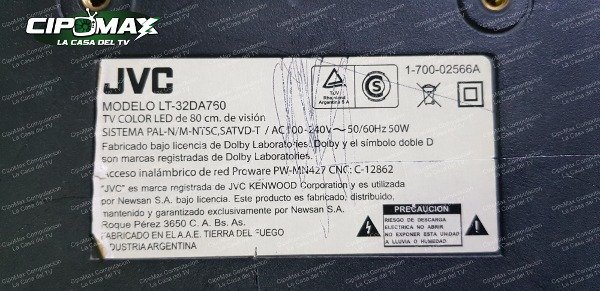 CIPOMAX
LA CASA DEL TV
JVC
MODELO LT-32DA760
TV COLOR LED de 80 cm. de visión
SISTEMA PAL-N/M-NTSC,SATVD-T / AC100-240V~50/60Hz 50W
Fabricado bajo licencia de Dolby Laboratories. Dolby y el símbolo doble D
son marcas registradas de Dolby Laboratories.
acceso inalámbrico de red Proware PW-MN427 CNC: C-12862
"JVC" es marca registrada de JVC KENWOOD Corporation y es utilizada
por Newsan S.A. bajo licencia. Este producto es fabricado, distribuido,
mantenido y garantizado exclusivamente por Newsan S.A.
Roque Pérez 3650 C.A. Bs. As.
FABRICADO EN EL A.A.E. TIERRA DEL FUEGO
INDUSTRIA ARGENTINA
TÜV
Rheinland
Argentina S.A.
S
1-700-02566A
PRECAUCION
RIESGO DE DESCARGA
ELECTRICA NO ABRIR
NO EXPONER ESTA UNIDAD
A LLUVIA O HUMEDAD